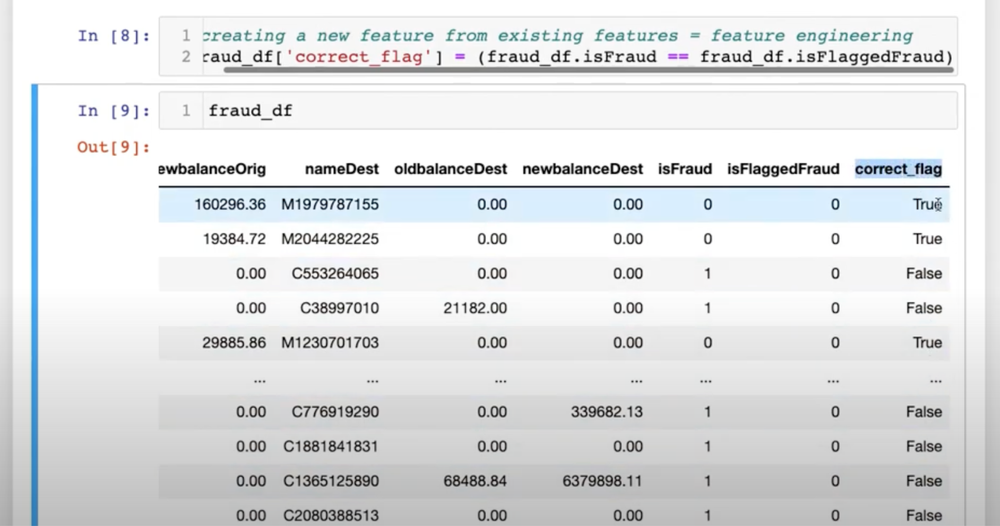 In [8]:
1 creating a new feature from existing features = feature engineering
2 raud_df['correct_flag'] = (fraud_df.isFraud == fraud_df.isFlaggedFraud)
In [9]:
1 fraud_df
Out[9]:
ewbalanceOrig nameDest oldbalanceDest newbalanceDest isFraud isFlaggedFraud correct_flag
160296.36 M1979787155 0.00 0.00 0 0 True
19384.72 M2044282225 0.00 0.00 0 0 True
0.00 C553264065 0.00 0.00 1 0 False
0.00 C38997010 21182.00 0.00 1 0 False
29885.86 M1230701703 0.00 0.00 0 0 True
... ... ... ... ... ... ...
0.00 C776919290 0.00 339682.13 1 0 False
0.00 C1881841831 0.00 0.00 1 0 False
0.00 C1365125890 68488.84 6379898.11 1 0 False
0.00 C2080388513 0.00 0.00 1 0 False